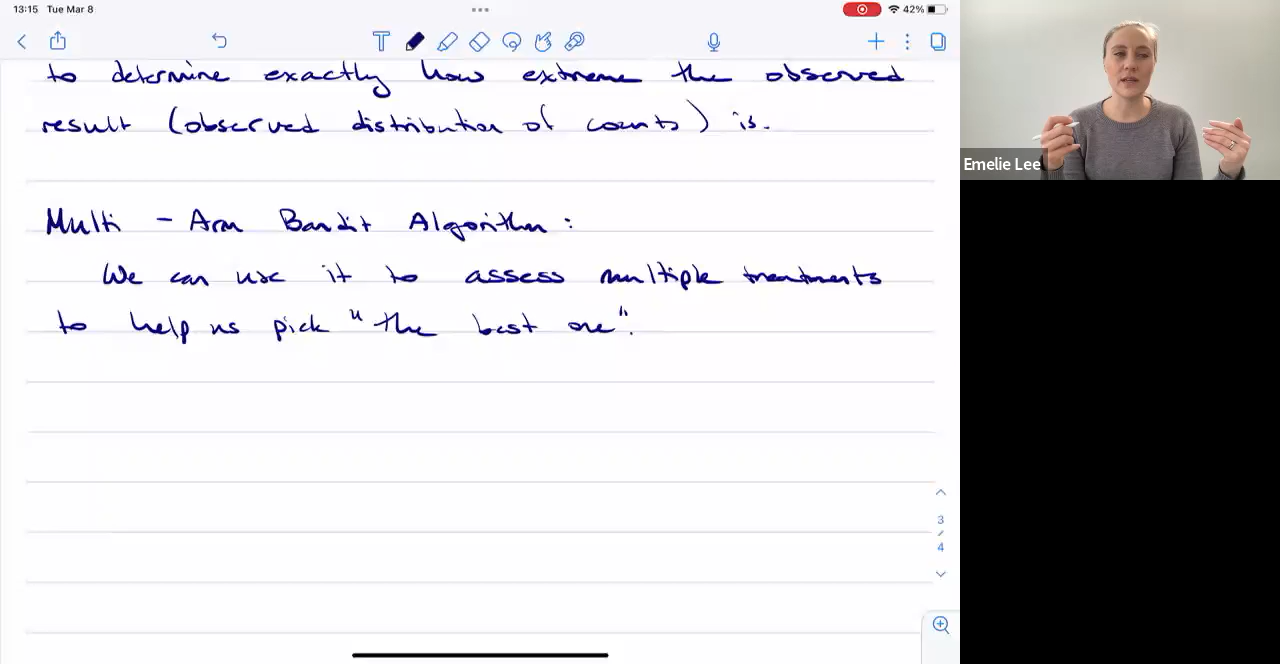 13:15 Tue Mar 8
42%
to determine exactly how extreme the observed
result (observed distribution of counts) is.
Multi - Arm Bandit Algorithm :
We can use it to assess multiple treatments
to help us pick "the best one".
3
/
4
Emelie Lee